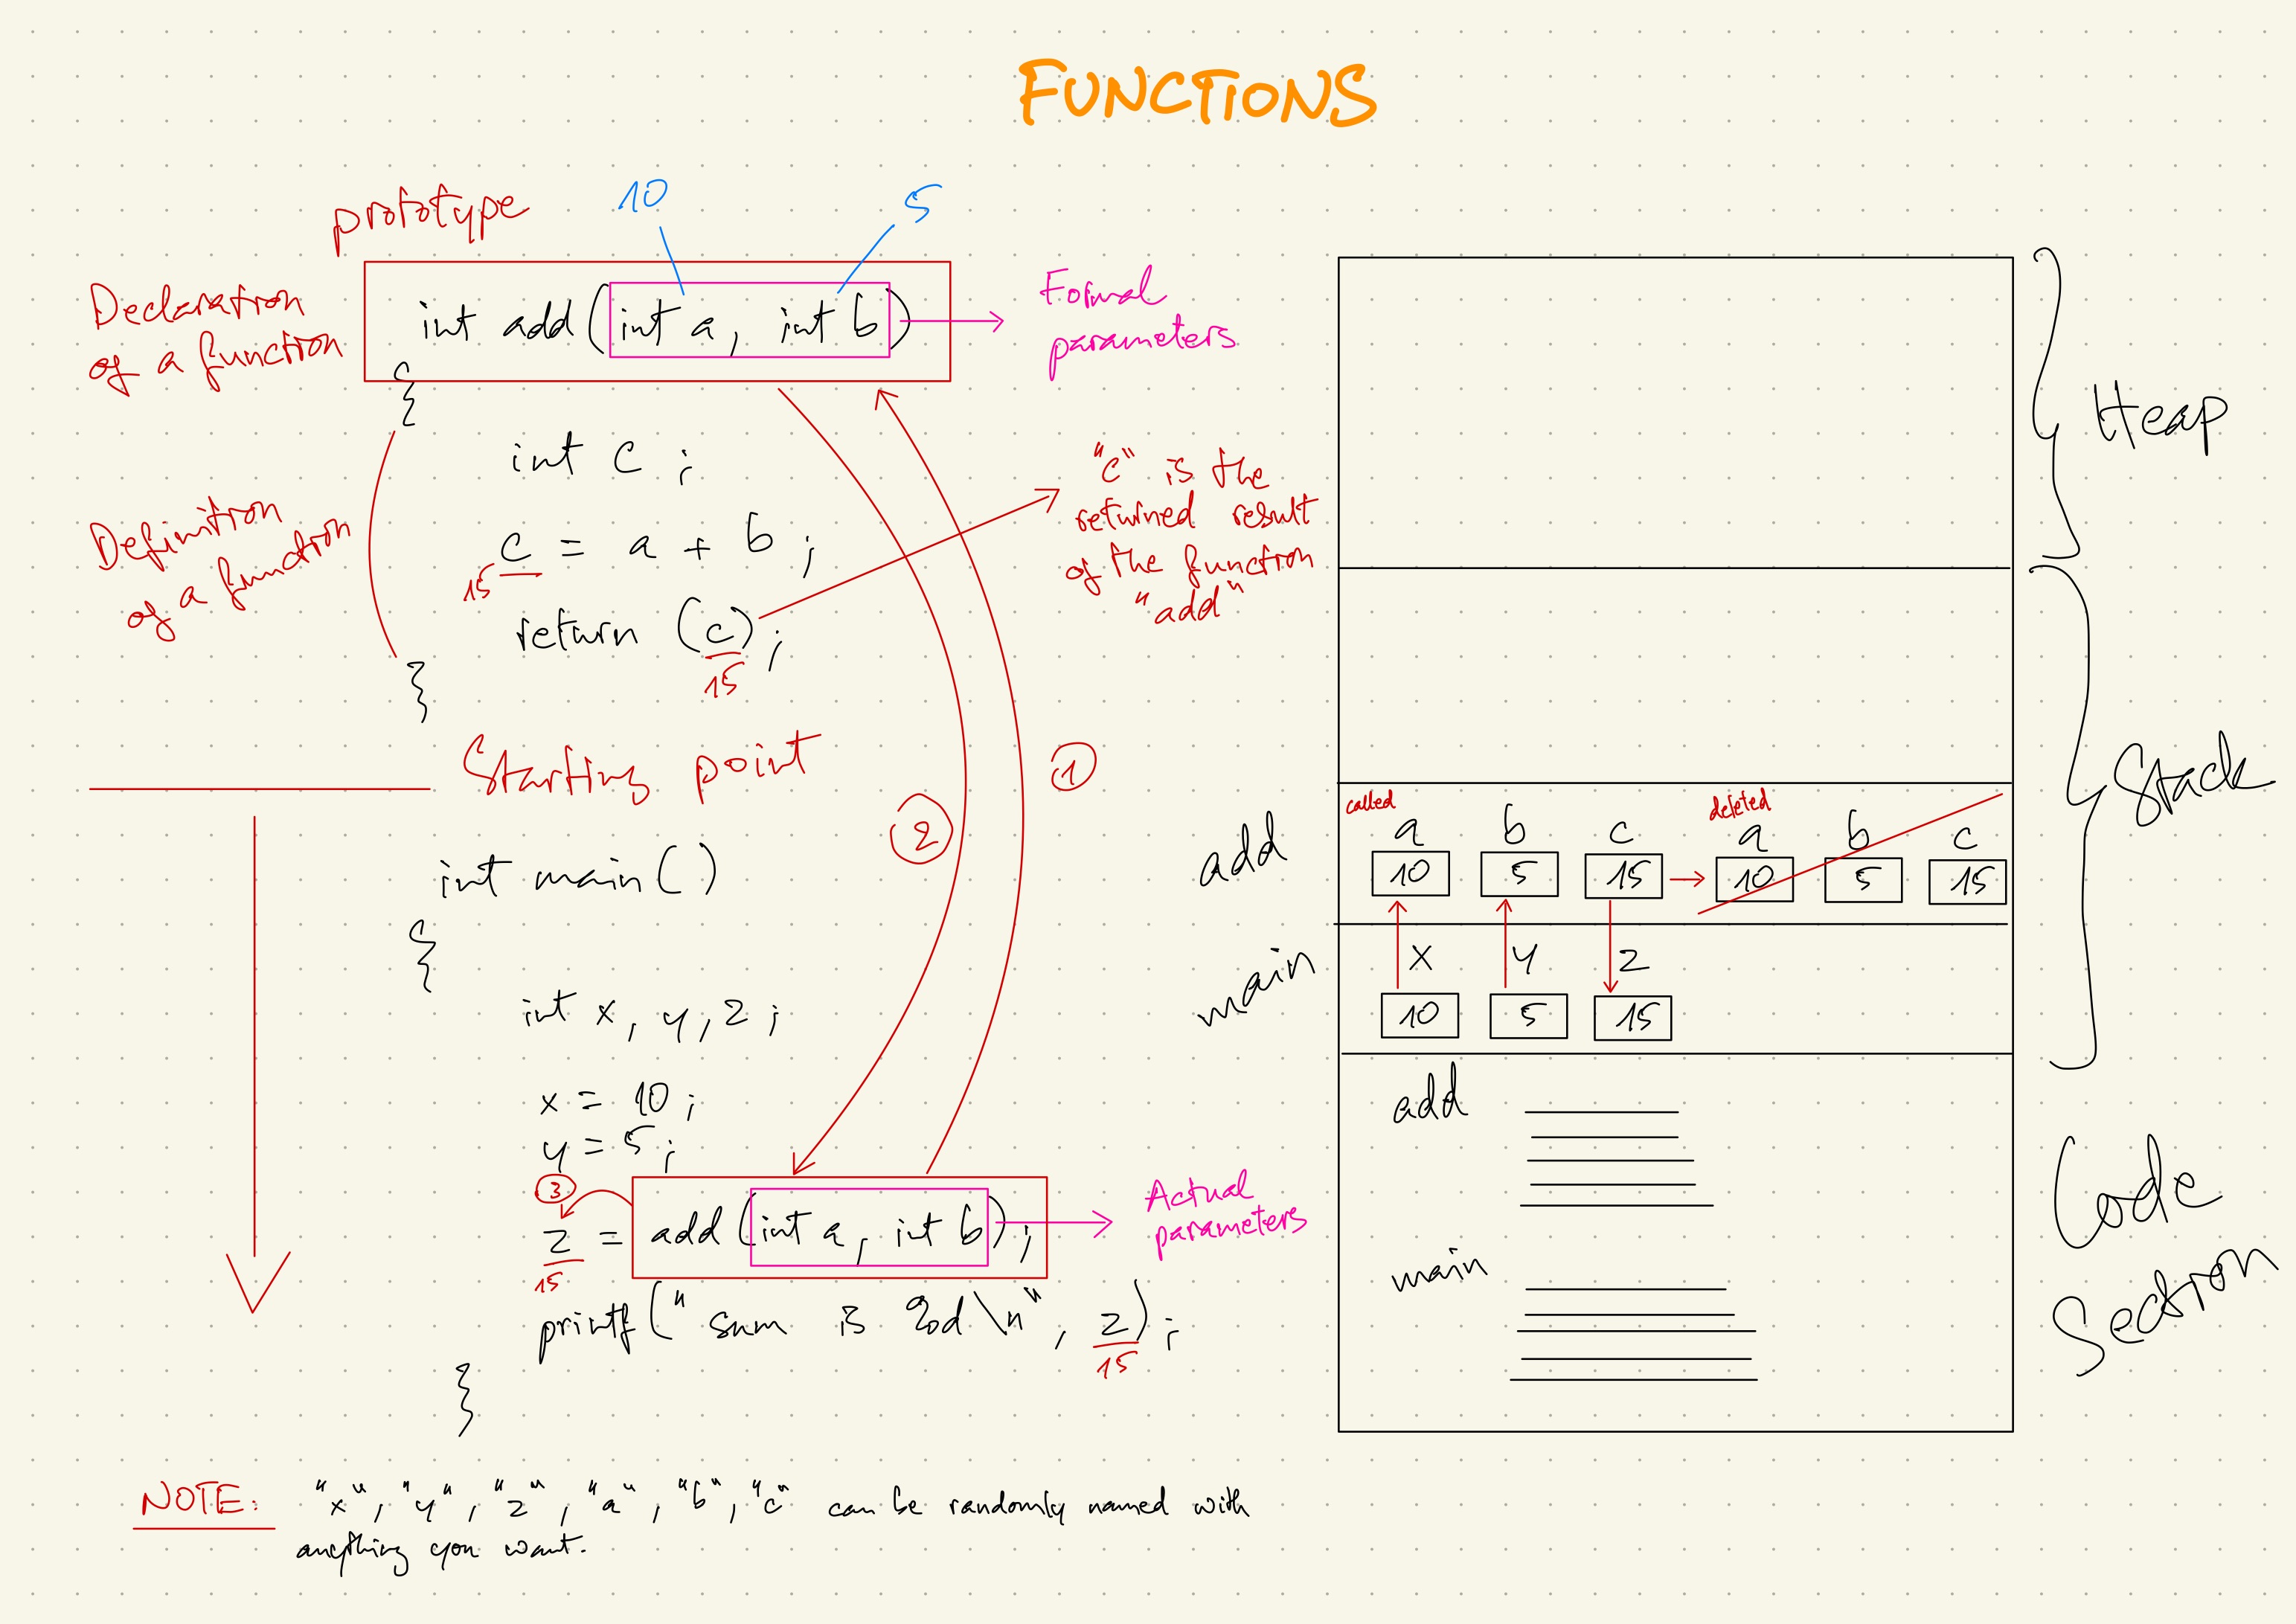 FUNCTIONS
prototype
10
5
Declaration
of a function
int add (int a, int b)
Formal
parameters
{
int c ;
Definition
of a function
c = a + b ;
15
return (c) ;
15
"c" is the
returned result
of the function
"add"
}
Starting point
int main ( )
{
int x, y, z ;
x = 10 ;
y = 5 ;
3
z = add (int a, int b) ;
15
Actual
parameters
printf (" sum is %d \n" , z) ;
15
}
1
2
Heap
Stack
add
called
deleted
a b c a b c
10 5 15 10 5 15
main
x y z
10 5 15
add
main
Code
Section
NOTE: "x", "y", "z", "a", "b", "c" can be randomly named with
anything you want.